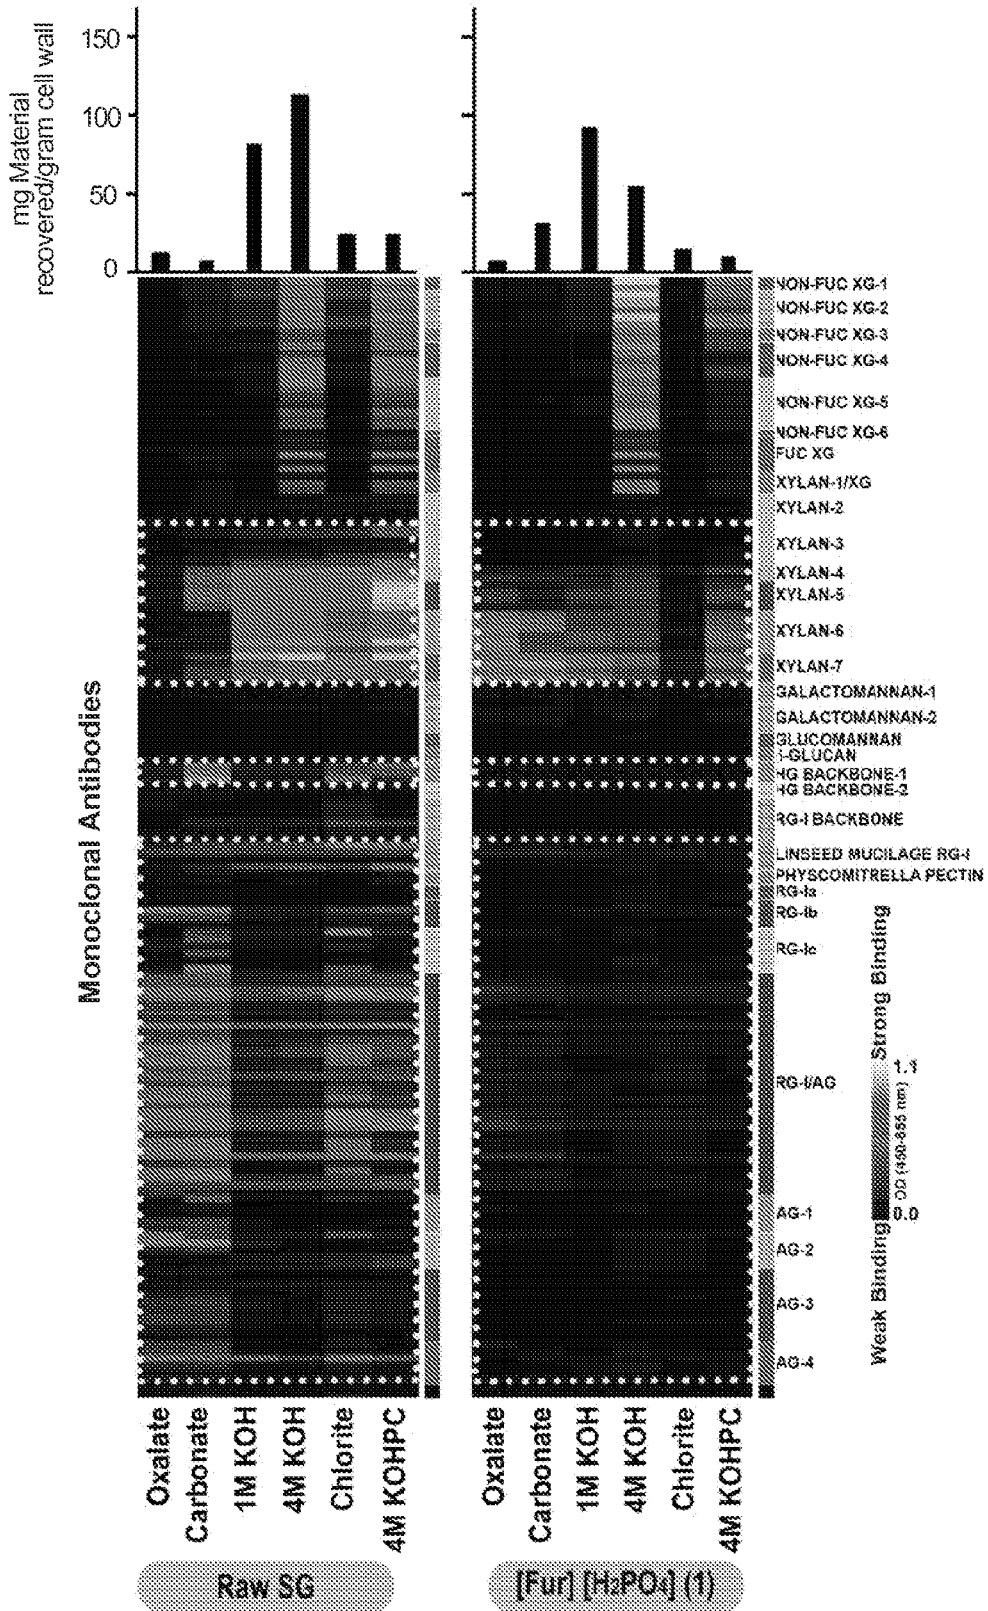 mg Material
recovered/gram cell wall
150
100
50
0
NON-FUC XG-1
NON-FUC XG-2
NON-FUC XG-3
NON-FUC XG-4
NON-FUC XG-5
NON-FUC XG-6
FUC XG
XYLAN-1/XG
XYLAN-2
XYLAN-3
XYLAN-4
XYLAN-5
XYLAN-6
XYLAN-7
GALACTOMANNAN-1
GALACTOMANNAN-2
GLUCOMANNAN
-GLUCAN
HG BACKBONE-1
HG BACKBONE-2
RG-I BACKBONE
LINSEED MUCILAGE RG-I
PHYSCOMITRELLA PECTIN
RG-Ia
RG-Ib
RG-Ic
RG-I/AG
AG-1
AG-2
AG-3
AG-4
Monoclonal Antibodies
Weak Binding
Strong Binding
1.1
OD (450-655 nm)
0.0
Oxalate
Carbonate
1M KOH
4M KOH
Chlorite
4M KOHPC
Oxalate
Carbonate
1M KOH
4M KOH
Chlorite
4M KOHPC
Raw SG
[Fur] [H₂PO₄] (1)